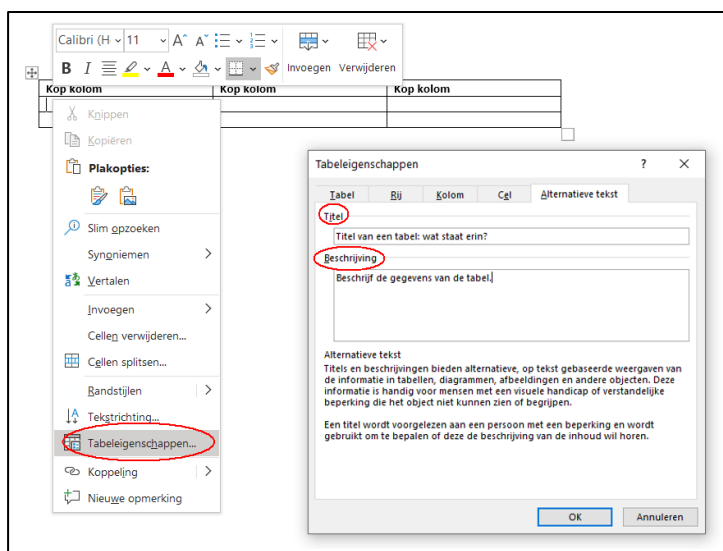 Calibri (H 11 A A
B I A Invoegen Verwijderen
Kop kolom Kop kolom Kop kolom
Knippen
Kopiëren
Plakopties:
Slim opzoeken
Synoniemen
Vertalen
Invoegen
Cellen verwijderen...
Cellen splitsen...
Randstijlen
Tekstrichting...
Tabeleigenschappen...
Koppeling
Nieuwe opmerking
Tabeleigenschappen ? X
Tabel Rij Kolom Cel Alternatieve tekst
Titel
Titel van een tabel: wat staat erin?
Beschrijving
Beschrijf de gegevens van de tabel.
Alternatieve tekst
Titels en beschrijvingen bieden alternatieve, op tekst gebaseerde weergaven van
de informatie in tabellen, diagrammen, afbeeldingen en andere objecten. Deze
informatie is handig voor mensen met een visuele handicap of verstandelijke
beperking die het object niet kunnen zien of begrijpen.
Een titel wordt voorgelezen aan een persoon met een beperking en wordt
gebruikt om te bepalen of deze de beschrijving van de inhoud wil horen.
OK Annuleren